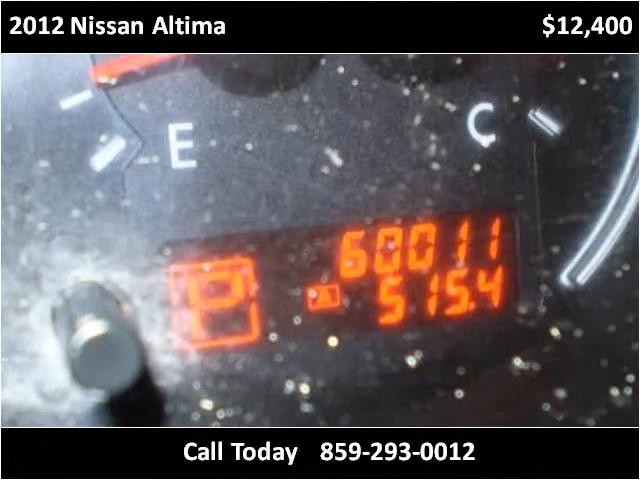 2012 Nissan Altima $12,400
E C
60011
P A 515.4
Call Today 859-293-0012